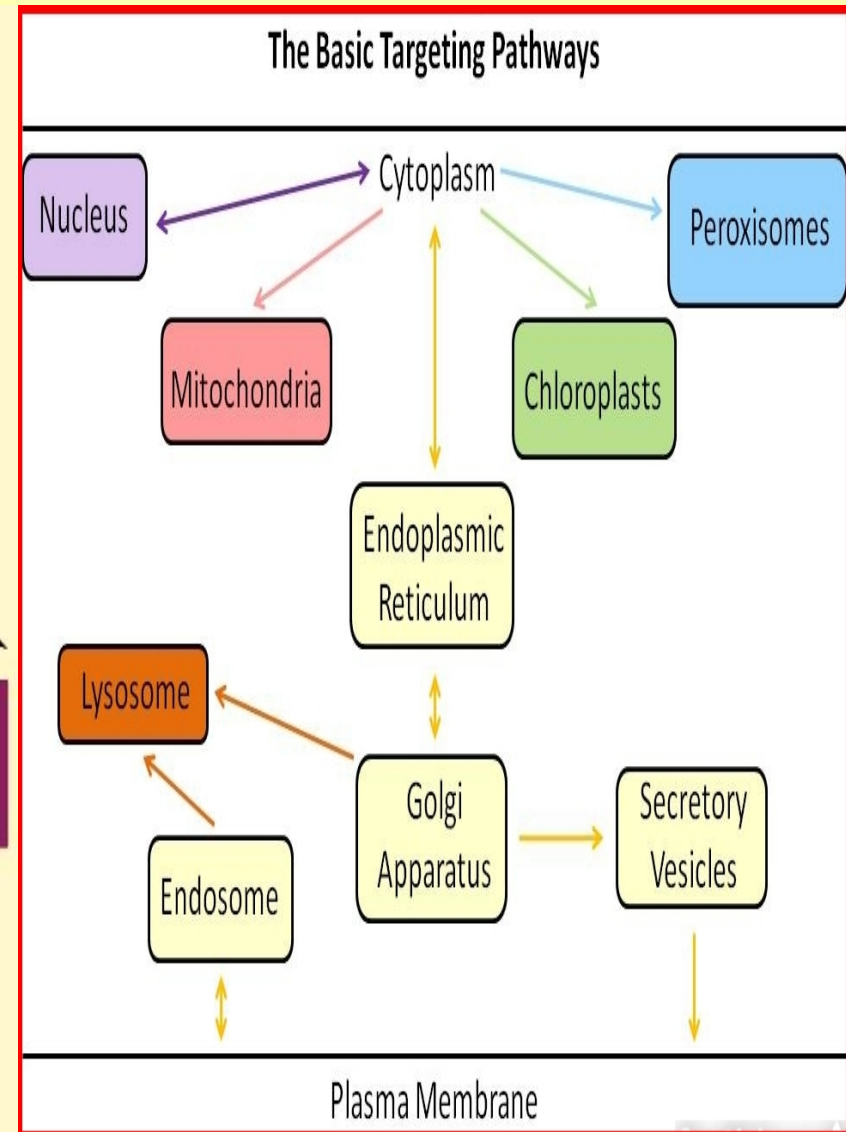 The Basic Targeting Pathways
Cytoplasm
Nucleus
Peroxisomes
Mitochondria
Chloroplasts
Endoplasmic
Reticulum
Lysosome
Golgi
Apparatus
Secretory
Vesicles
Endosome
Plasma Membrane